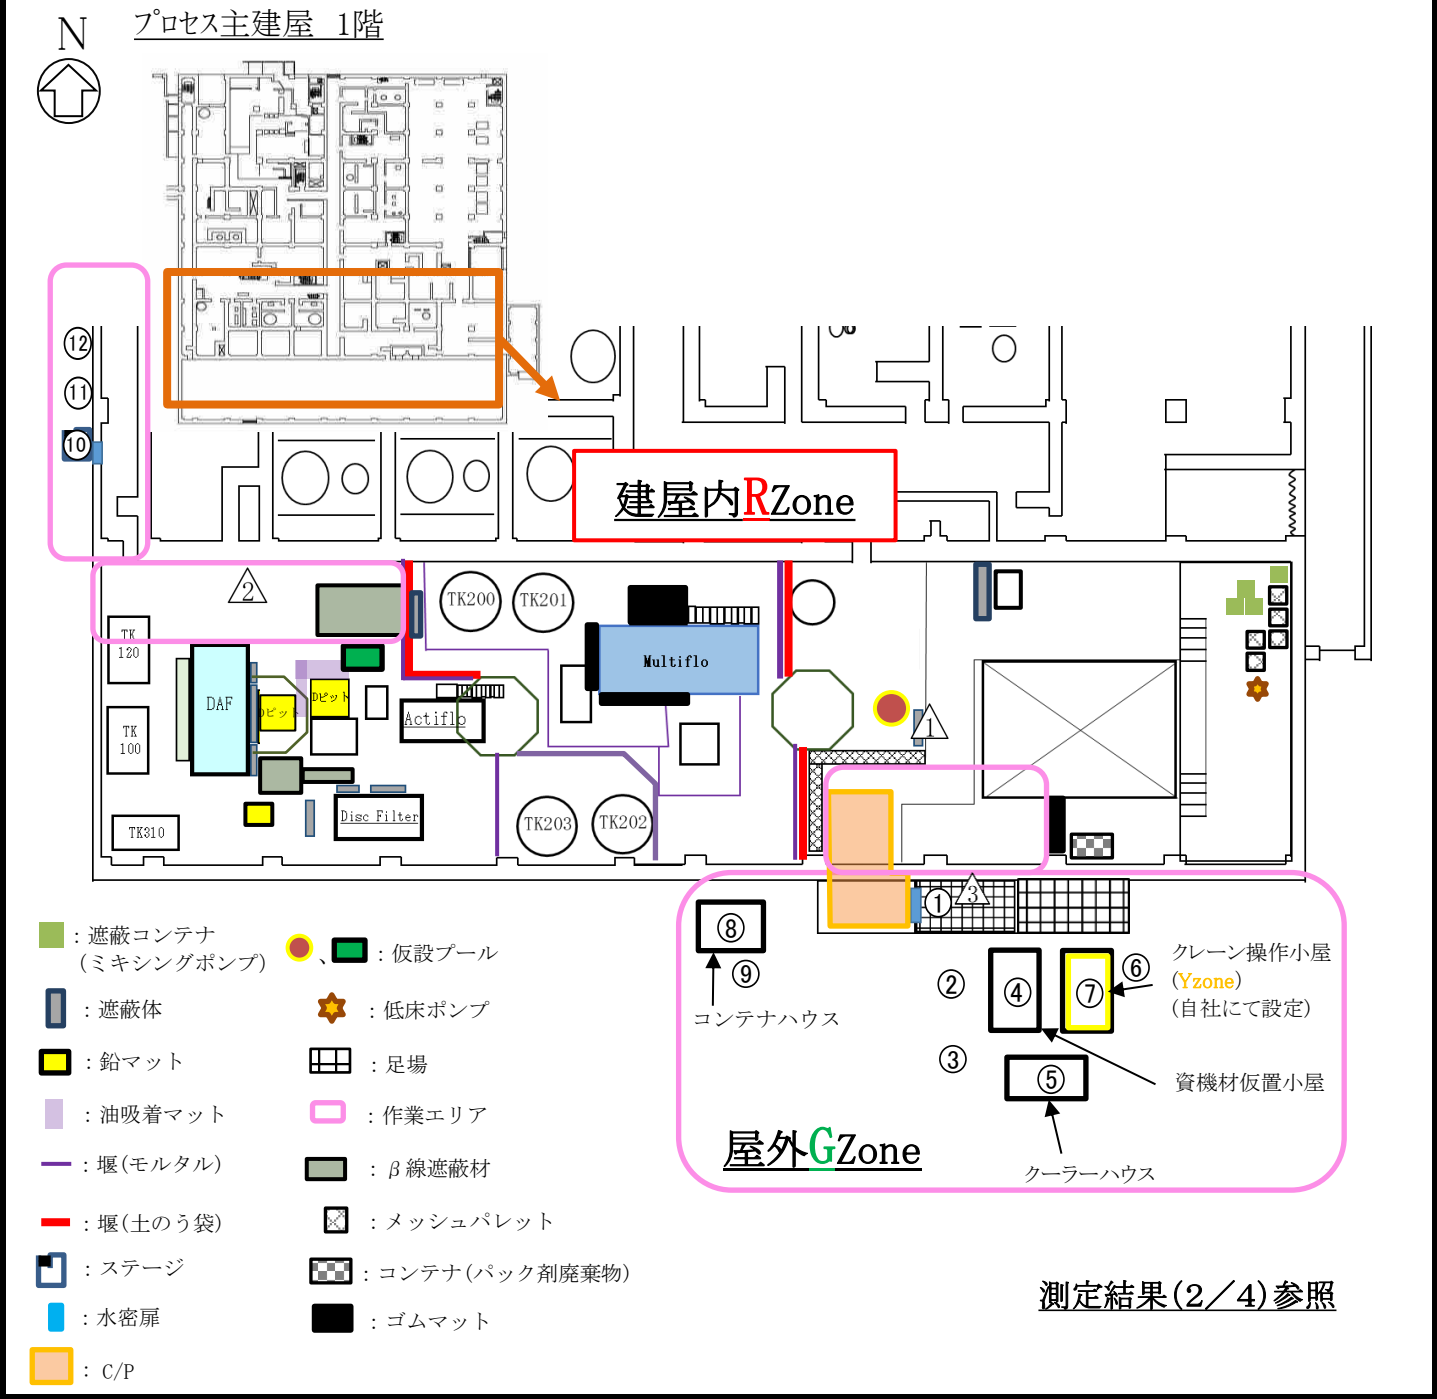 プロセス主建屋 1階
N
⑫
⑪
⑩
建屋内RZone
2
TK200
TK201
TK
120
Multiflo
DAF
Dピット
Dピット
Actiflo
TK
100
1
TK310
Disc Filter
TK203
TK202
①
3
⑧
⑨
コンテナハウス
②
④
⑦
⑥
クレーン操作小屋
(Yzone)
(自社にて設定)
③
⑤
資機材仮置小屋
クーラーハウス
屋外GZone
：遮蔽コンテナ
(ミキシングポンプ)
、
：仮設プール
：遮蔽体
：低床ポンプ
：鉛マット
：足場
：油吸着マット
：作業エリア
：堰(モルタル)
：β線遮蔽材
：堰(土のう袋)
：メッシュパレット
：ステージ
：コンテナ(パック剤廃棄物)
：水密扉
：ゴムマット
：C/P
測定結果(2／4)参照